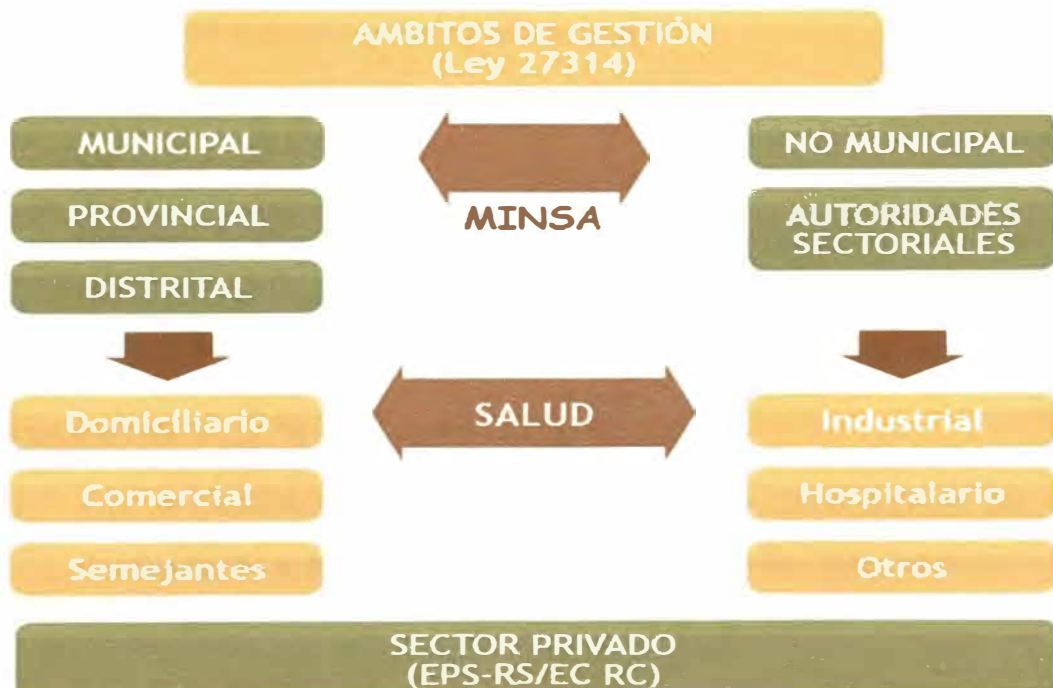 AMBITOS DE GESTIÓN
(Ley 27314)
MUNICIPAL
NO MUNICIPAL
PROVINCIAL
MINSA
AUTORIDADES
SECTORIALES
DISTRITAL
Domiciliario
SALUD
Industrial
Comercial
Hospitalario
Semejantes
Otros
SECTOR PRIVADO
(EPS-RS/EC RC)